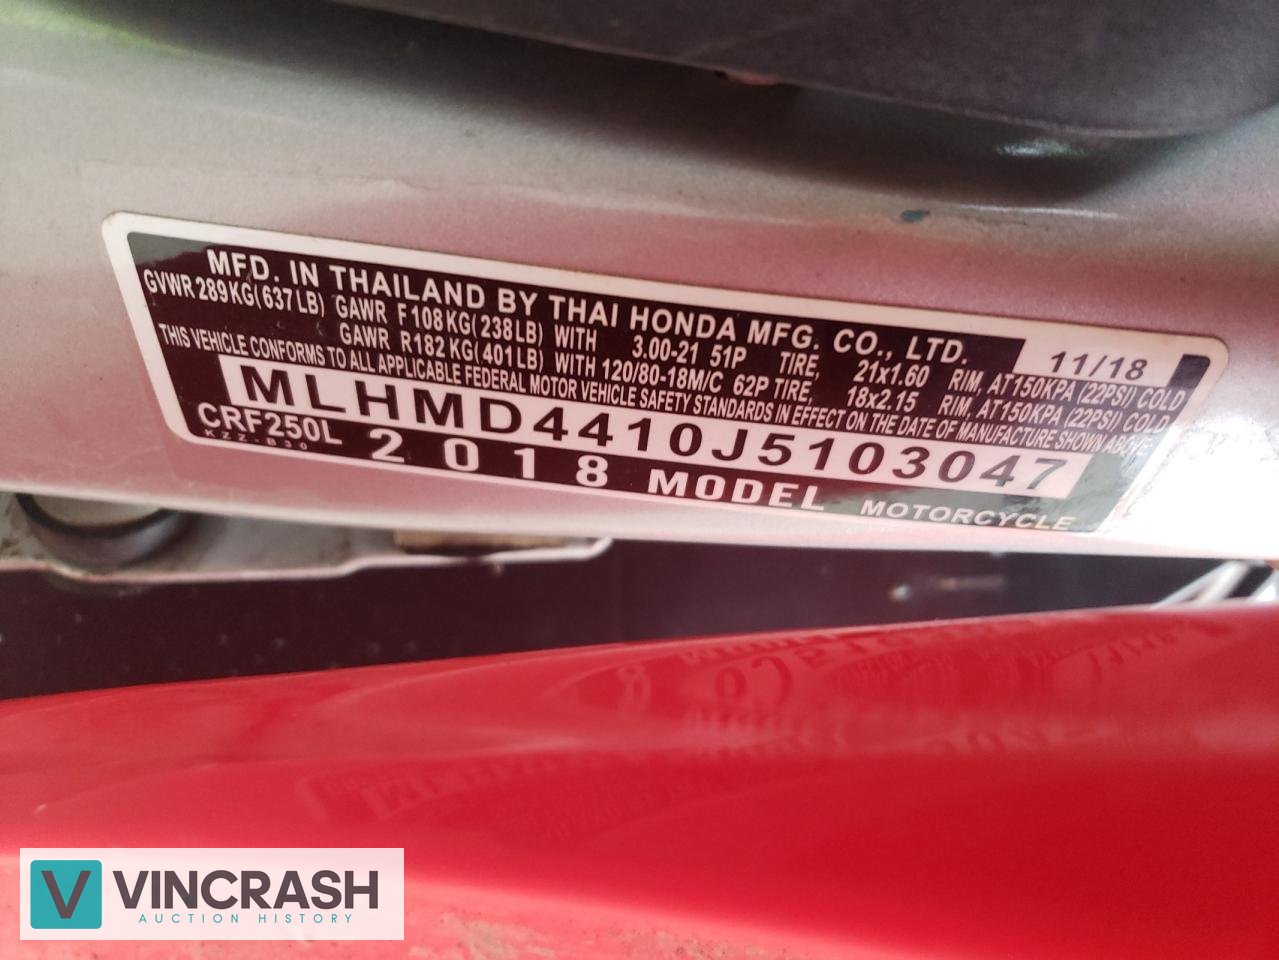 MFD. IN THAILAND BY THAI HONDA MFG. CO., LTD. 11/18
GVWR 289KG(637LB) GAWR F108KG(238LB) WITH 3.00-21 51P TIRE, 21x1.60 RIM, AT150KPA (22PSI) COLD
GAWR R182KG(401LB) WITH 120/80-18M/C 62P TIRE, 18x2.15 RIM, AT150KPA (22PSI) COLD
THIS VEHICLE CONFORMS TO ALL APPLICABLE FEDERAL MOTOR VEHICLE SAFETY STANDARDS IN EFFECT ON THE DATE OF MANUFACTURE SHOWN ABOVE
MLHMD4410J5103047
CRF250L 2018 MODEL MOTORCYCLE
KZZ-B30
V VINCRASH
AUCTION HISTORY